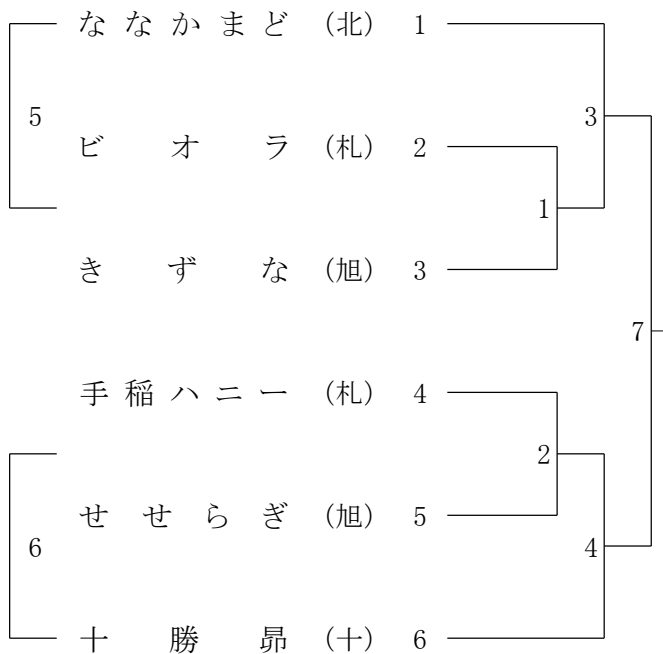 ななかまど (北) 1
5 3
ビオラ (札) 2
1
きずな (旭) 3
7
手稲ハニー (札) 4
2
せせらぎ (旭) 5
6 4
十勝昴 (十) 6